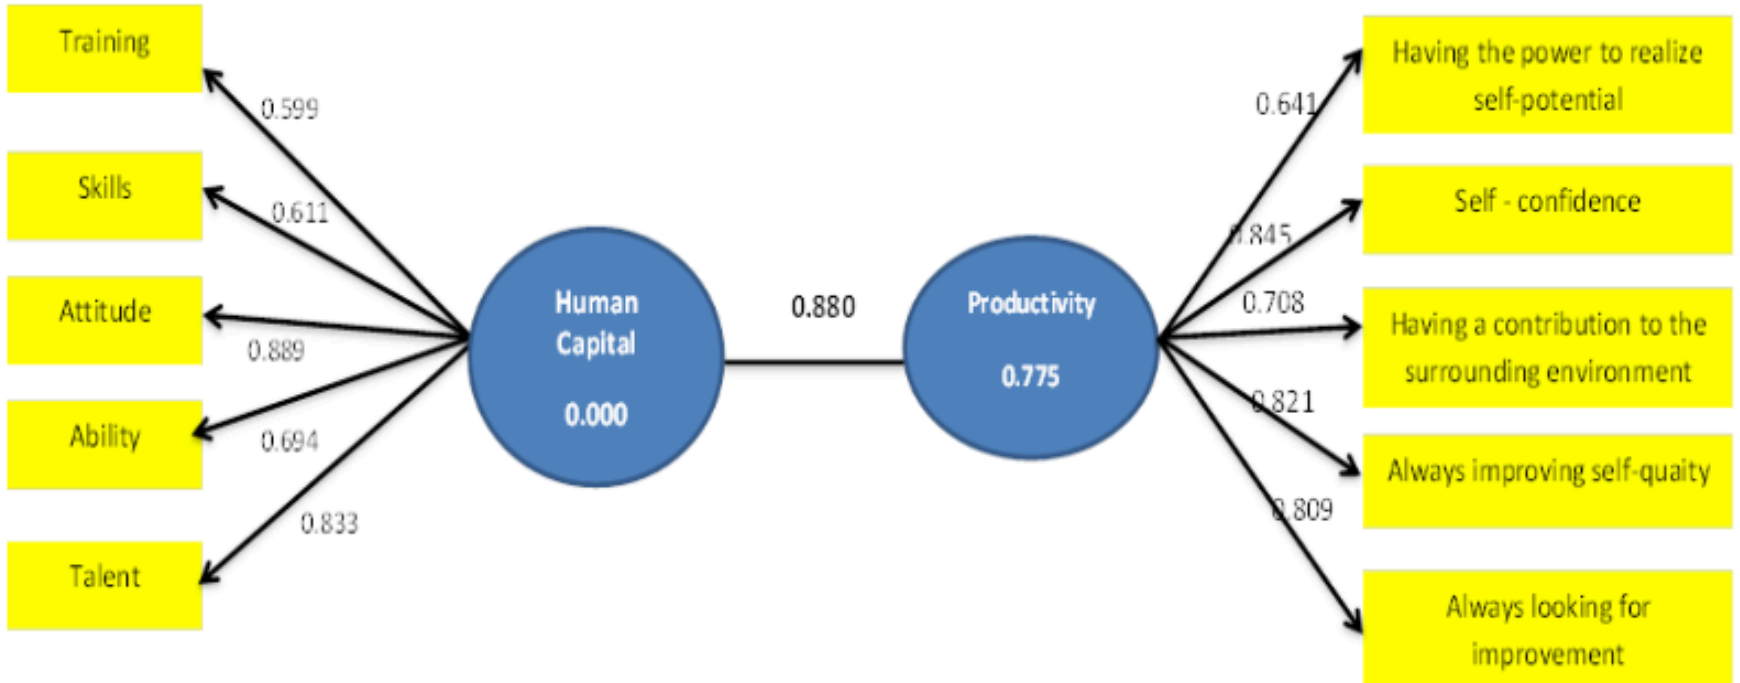 Training
0.599
Skills
0.611
Attitude
0.889
Ability
0.694
Talent
0.833
Human
Capital
0.000
0.880
Productivity
0.775
0.641
0.845
0.708
0.821
0.809
Having the power to realize
self-potential
Self - confidence
Having a contribution to the
surrounding environment
Always improving self-quaity
Always looking for
improvement